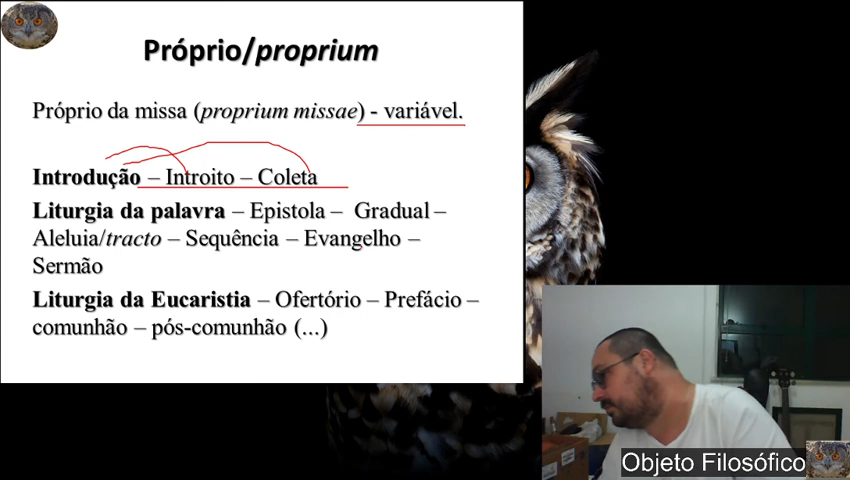 Próprio/proprium
Próprio da missa (proprium missae) - variável.
Introdução – Introito – Coleta
Liturgia da palavra – Epistola – Gradual –
Aleluia/tracto – Sequência – Evangelho –
Sermão
Liturgia da Eucaristia – Ofertório – Prefácio –
comunhão – pós-comunhão (...)
Objeto Filosófico